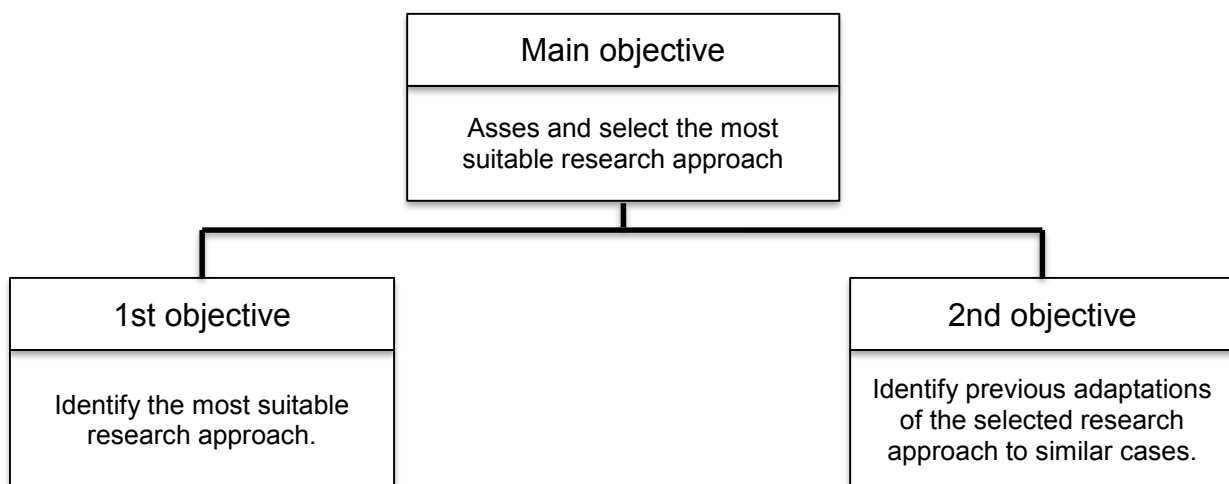 Main objective
Asses and select the most
suitable research approach
1st objective
Identify the most suitable
research approach.
2nd objective
Identify previous adaptations
of the selected research
approach to similar cases.